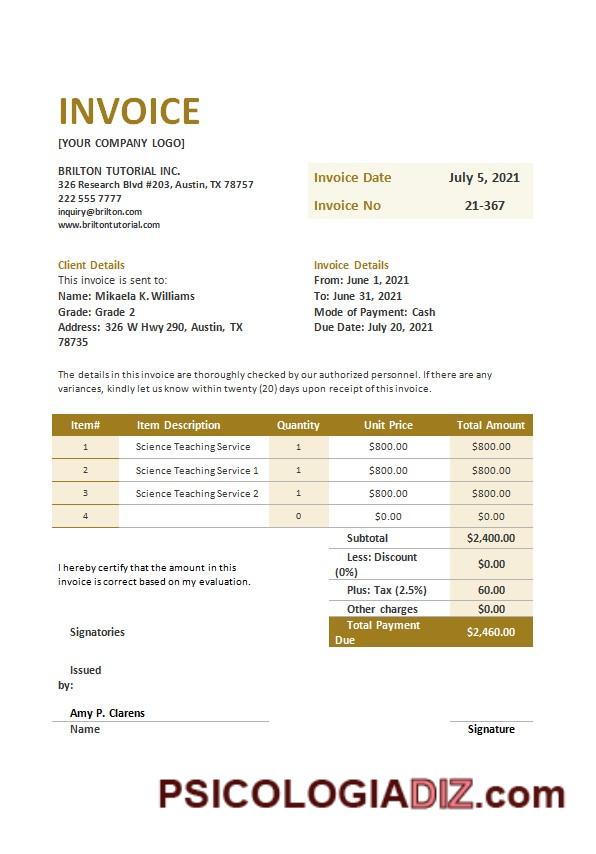 INVOICE
[YOUR COMPANY LOGO]
BRILTON TUTORIAL INC.
326 Research Blvd #203, Austin, TX 78757
222 555 7777
inquiry@brilton.com
www.briltontutorial.com
Invoice Date July 5, 2021
Invoice No 21-367
Client Details
This invoice is sent to:
Name: Mikaela K. Williams
Grade: Grade 2
Address: 326 W Hwy 290, Austin, TX
78735
Invoice Details
From: June 1, 2021
To: June 31, 2021
Mode of Payment: Cash
Due Date: July 20, 2021
The details in this invoice are thoroughly checked by our authorized personnel. If there are any
variances, kindly let us know within twenty (20) days upon receipt of this invoice.
Item# Item Description Quantity Unit Price Total Amount
1 Science Teaching Service 1 $800.00 $800.00
2 Science Teaching Service 1 1 $800.00 $800.00
3 Science Teaching Service 2 1 $800.00 $800.00
4 0 $0.00 $0.00
Subtotal $2,400.00
Less: Discount
(0%) $0.00
Plus: Tax (2.5%) 60.00
Other charges $0.00
Total Payment
Due $2,460.00
I hereby certify that the amount in this
invoice is correct based on my evaluation.
Signatories
Issued
by:
Amy P. Clarens
Name Signature
PSICOLOGIADIZ.com